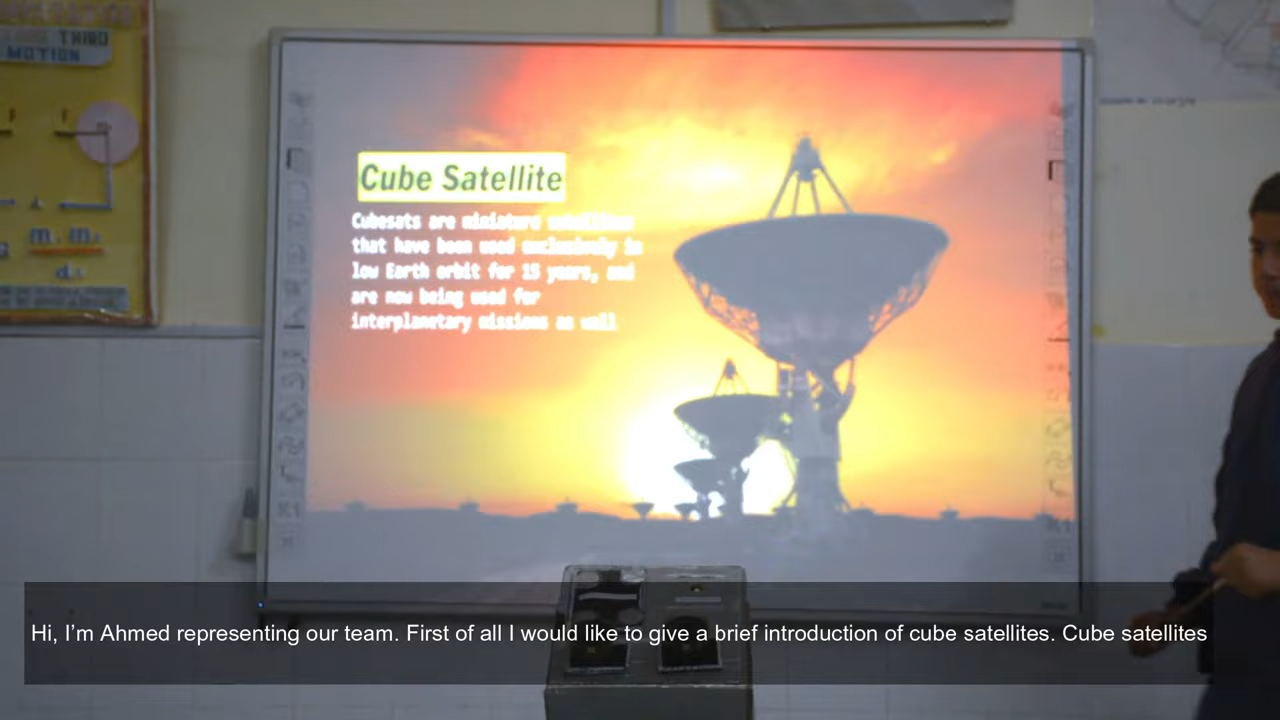 THIRD
MOTION
Cube Satellite
Cubesats are miniature satellites
that have been used exclusively in
low Earth orbit for 15 years, and
are now being used for
interplanetary missions as well
Hi, I’m Ahmed representing our team. First of all I would like to give a brief introduction of cube satellites. Cube satellites